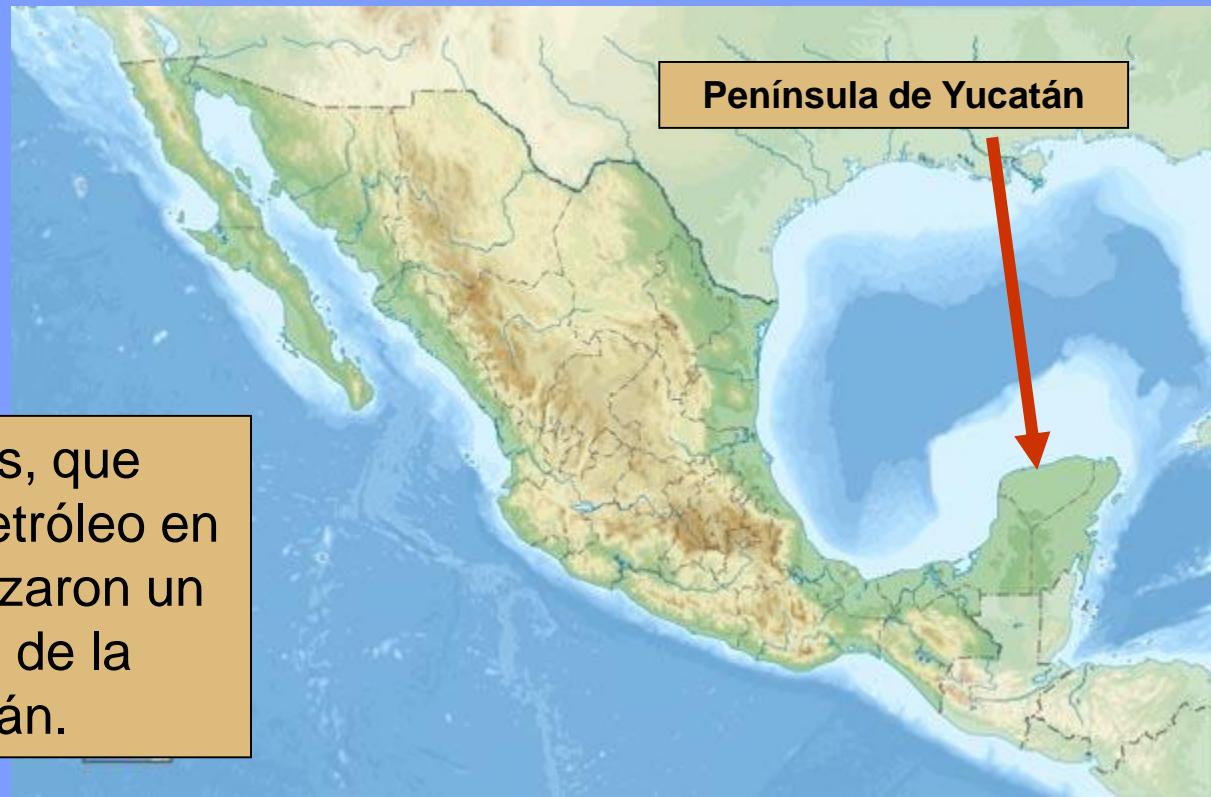 Península de Yucatán
s, que
etróleo en
zaron un
de la
án.